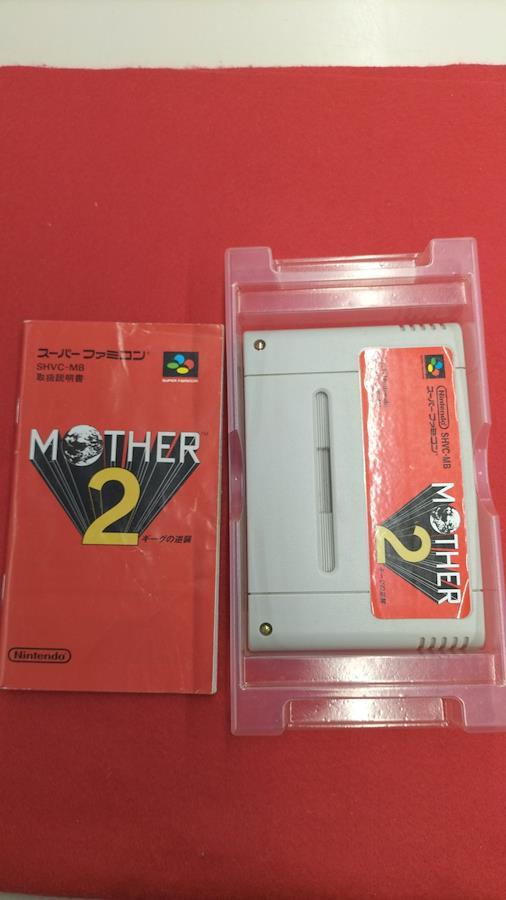 スーパーファミコン®
SHVC-MB
取扱説明書
SUPER FAMICOM
MOTHER™
2
ギーグの逆襲
Nintendo®
Nintendo® SHVC-MB
スーパーファミコン®
MOTHER
2
ギーグの逆襲